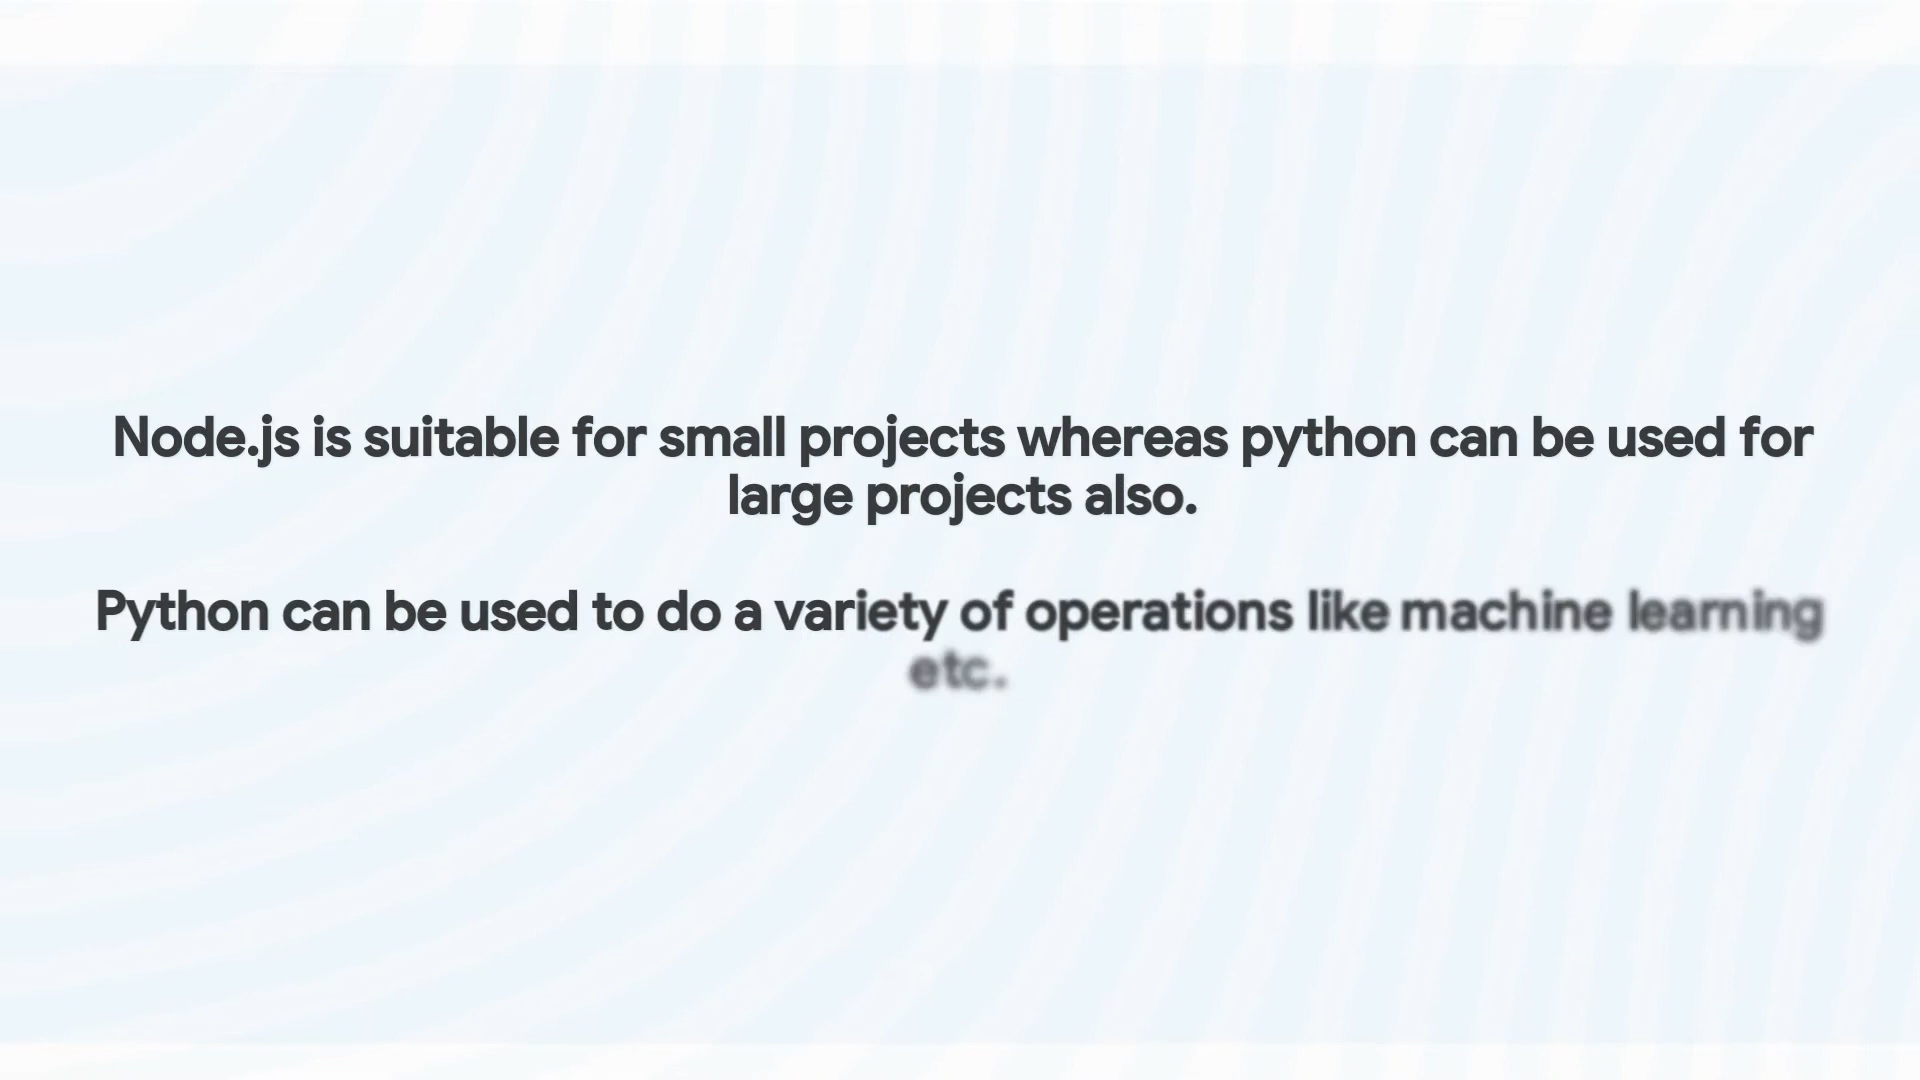 Node.js is suitable for small projects whereas python can be used for
large projects also.
Python can be used to do a variety of operations like machine learning
etc.